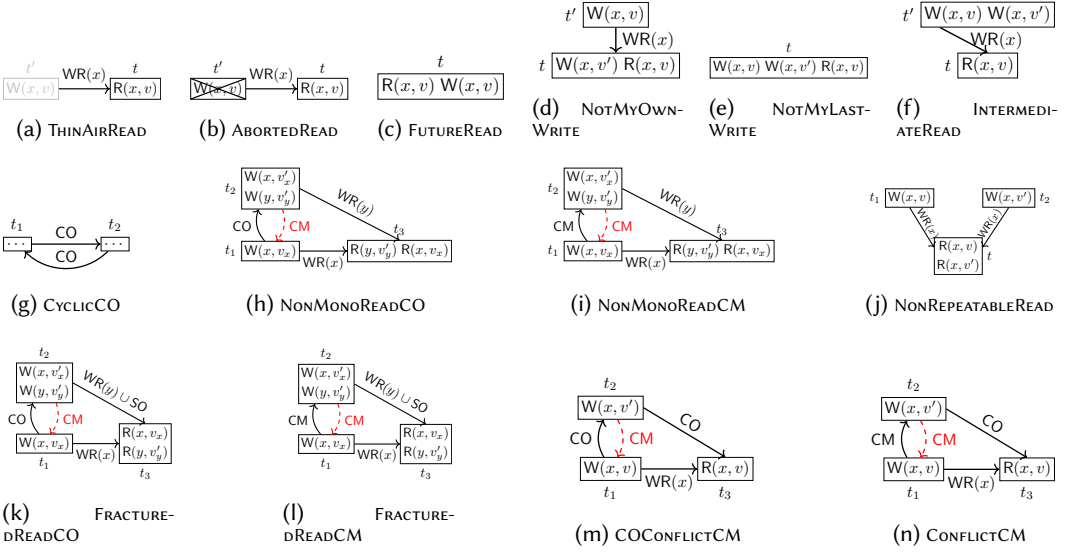 t'
W(x, v)
WR(x)
t
R(x, v)
(a) THINAIRREAD
t'
W(x, v)
WR(x)
t
R(x, v)
(b) ABORTEDREAD
t
R(x, v) W(x, v)
(c) FUTUREREAD
t' W(x, v)
WR(x)
t W(x, v') R(x, v)
(d) NOTMYOWN-
WRITE
t
W(x, v) W(x, v') R(x, v)
(e) NOTMYLAST-
WRITE
t' W(x, v) W(x, v')
WR(x)
t R(x, v)
(f) INTERMEDI-
ATEREAD
t₁ CO t₂
··· ···
CO
(g) CYCLICCO
t₂ W(x, v'ₓ)
W(y, v'ᵧ)
WR(y)
CO CM
t₃
t₁ W(x, vₓ) WR(x) R(y, v'ᵧ) R(x, vₓ)
(h) NONMONOREADCO
t₂ W(x, v'ₓ)
W(y, v'ᵧ)
WR(y)
CM CM
t₃
t₁ W(x, vₓ) WR(x) R(y, v'ᵧ) R(x, vₓ)
(i) NONMONOREADCM
t₁ W(x, v) W(x, v') t₂
WR(x) WR(x)
R(x, v)
R(x, v') t
(j) NONREPEATABLEREAD
t₂
W(x, v'ₓ)
W(y, v'ᵧ)
WR(y) ∪ SO
CO CM
W(x, vₓ) WR(x) R(x, vₓ)
R(y, v'ᵧ)
t₁ t₃
(k) FRACTURE-
DREADCO
t₂
W(x, v'ₓ)
W(y, v'ᵧ)
WR(y) ∪ SO
CM CM
W(x, vₓ) WR(x) R(x, vₓ)
R(y, v'ᵧ)
t₁ t₃
(l) FRACTURE-
DREADCM
t₂
W(x, v')
CO
CO CM
W(x, v) WR(x) R(x, v)
t₁ t₃
(m) COCONFLICTCM
t₂
W(x, v')
CO
CM CM
W(x, v) WR(x) R(x, v)
t₁ t₃
(n) CONFLICTCM